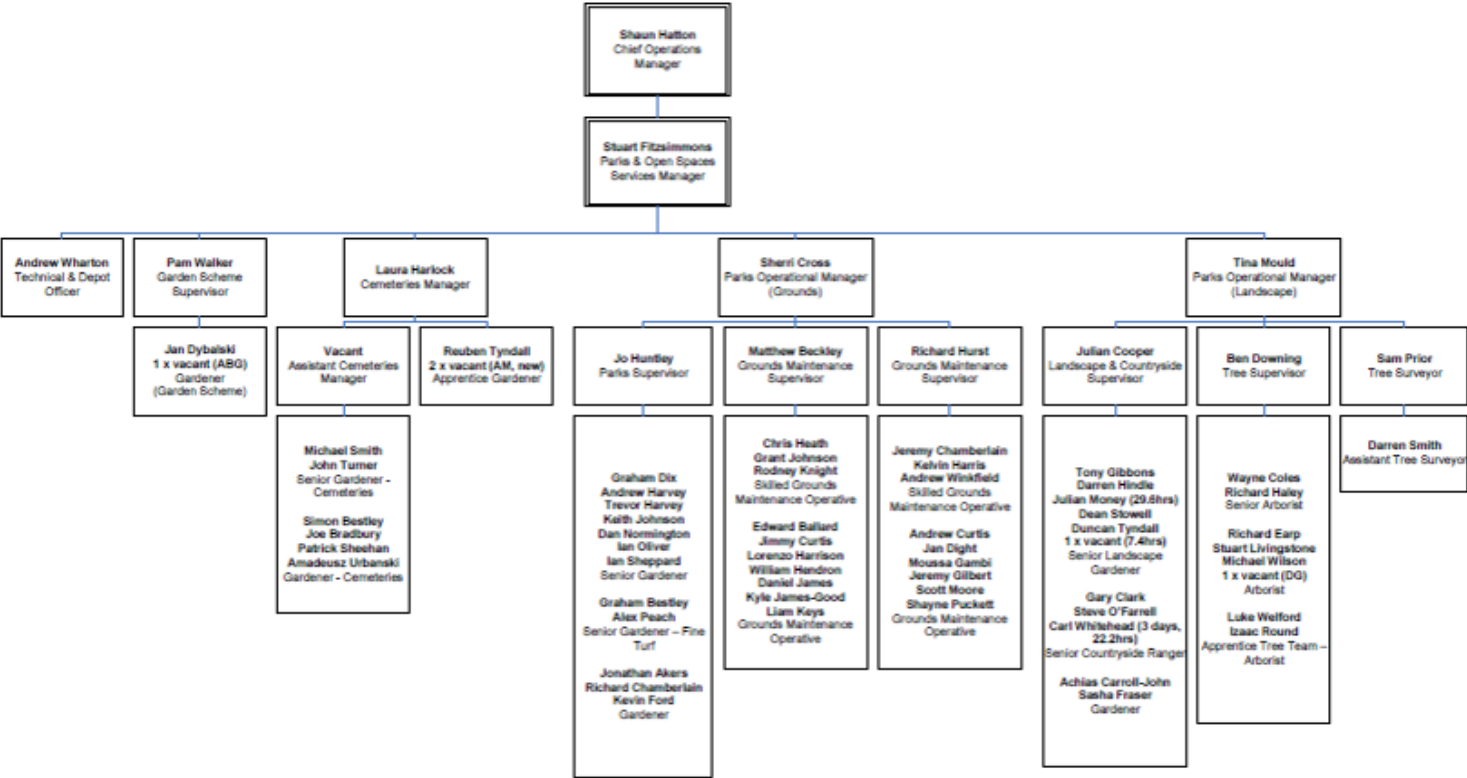 Shaun Hatton
Chief Operations
Manager
Stuart Fitzsimmons
Parks & Open Spaces
Services Manager
Andrew Wharton
Technical & Depot
Officer
Pam Walker
Garden Scheme
Supervisor
Laura Harlock
Cemeteries Manager
Sherri Cross
Parks Operational Manager
(Grounds)
Tina Mould
Parks Operational Manager
(Landscape)
Jan Dybalski
1 x vacant (ABG)
Gardener
(Garden Scheme)
Vacant
Assistant Cemeteries
Manager
Reuben Tyndall
2 x vacant (AM, new)
Apprentice Gardener
Jo Huntley
Parks Supervisor
Matthew Beckley
Grounds Maintenance
Supervisor
Richard Hurst
Grounds Maintenance
Supervisor
Julian Cooper
Landscape & Countryside
Supervisor
Ben Downing
Tree Supervisor
Sam Prior
Tree Surveyor
Michael Smith
John Turner
Senior Gardener -
Cemeteries
Simon Bestley
Joe Bradbury
Patrick Sheehan
Amadeusz Urbanski
Gardener - Cemeteries
Graham Dix
Andrew Harvey
Trevor Harvey
Keith Johnson
Dan Normington
Ian Oliver
Ian Sheppard
Senior Gardener
Graham Bestley
Alex Peach
Senior Gardener – Fine
Turf
Jonathan Akers
Richard Chamberlain
Kevin Ford
Gardener
Chris Heath
Grant Johnson
Rodney Knight
Skilled Grounds
Maintenance Operative
Edward Ballard
Jimmy Curtis
Lorenzo Harrison
William Hendron
Daniel James
Kyle James-Good
Liam Keys
Grounds Maintenance
Operative
Jeremy Chamberlain
Kelvin Harris
Andrew Winkfield
Skilled Grounds
Maintenance Operative
Andrew Curtis
Jan Dight
Moussa Gambi
Jeremy Gilbert
Scott Moore
Shayne Puckett
Grounds Maintenance
Operative
Tony Gibbons
Darren Hindle
Julian Money (29.6hrs)
Dean Stowell
Duncan Tyndall
1 x vacant (7.4hrs)
Senior Landscape
Gardener
Gary Clark
Steve O'Farrell
Carl Whitehead (3 days,
22.2hrs)
Senior Countryside Ranger
Achias Carroll-John
Sasha Fraser
Gardener
Wayne Coles
Richard Haley
Senior Arborist
Richard Earp
Stuart Livingstone
Michael Wilson
1 x vacant (DG)
Arborist
Luke Welford
Izaac Round
Apprentice Tree Team –
Arborist
Darren Smith
Assistant Tree Surveyor